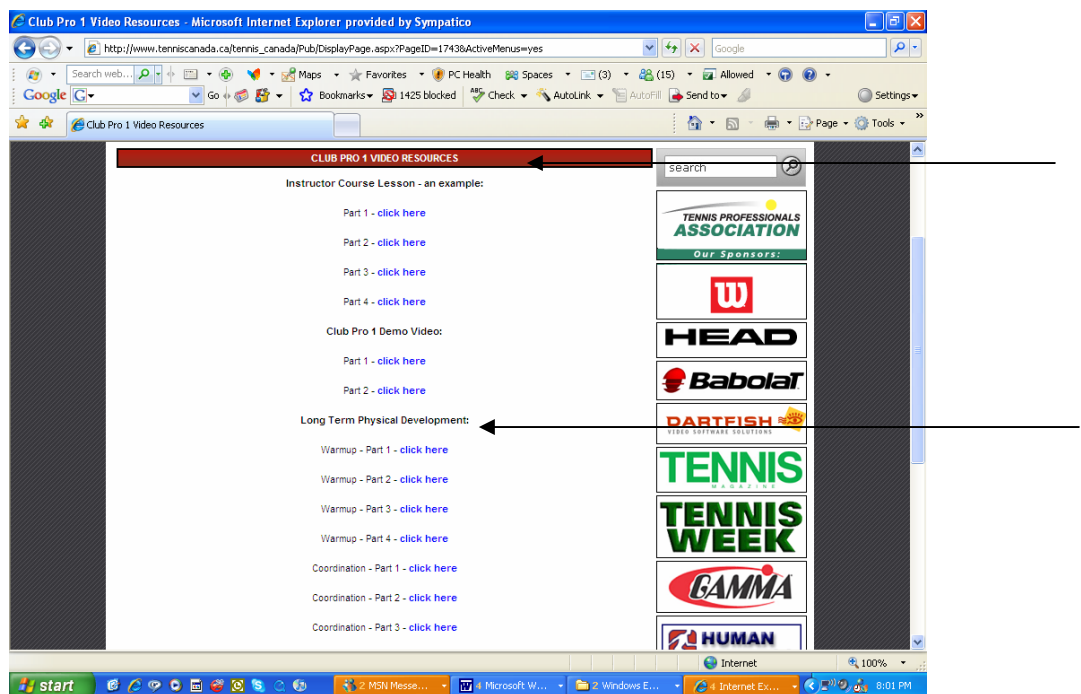 Club Pro 1 Video Resources - Microsoft Internet Explorer provided by Sympatico
http://www.tenniscanada.ca/tennis_canada/Pub/DisplayPage.aspx?PageID=1743&ActiveMenus=yes
Google
Search web...
Maps
Favorites
PC Health
Spaces
(3)
(15)
Allowed
Google
G
Go
Bookmarks
1425 blocked
Check
AutoLink
AutoFill
Send to
Settings
Club Pro 1 Video Resources
Page
Tools
CLUB PRO 1 VIDEO RESOURCES
Instructor Course Lesson - an example:
Part 1 - click here
Part 2 - click here
Part 3 - click here
Part 4 - click here
Club Pro 1 Demo Video:
Part 1 - click here
Part 2 - click here
Long Term Physical Development:
Warmup - Part 1 - click here
Warmup - Part 2 - click here
Warmup - Part 3 - click here
Warmup - Part 4 - click here
Coordination - Part 1 - click here
Coordination - Part 2 - click here
Coordination - Part 3 - click here
search
TENNIS PROFESSIONALS
ASSOCIATION
Our Sponsors:
W
HEAD
Babolat
DARTFISH
VIDEO SOFTWARE SOLUTIONS
TENNIS
MAGAZINE
TENNIS
WEEK
GAMMA
HUMAN
Internet
100%
start
2 MSN Messe...
4 Microsoft W...
2 Windows E...
4 Internet Ex...
8:01 PM